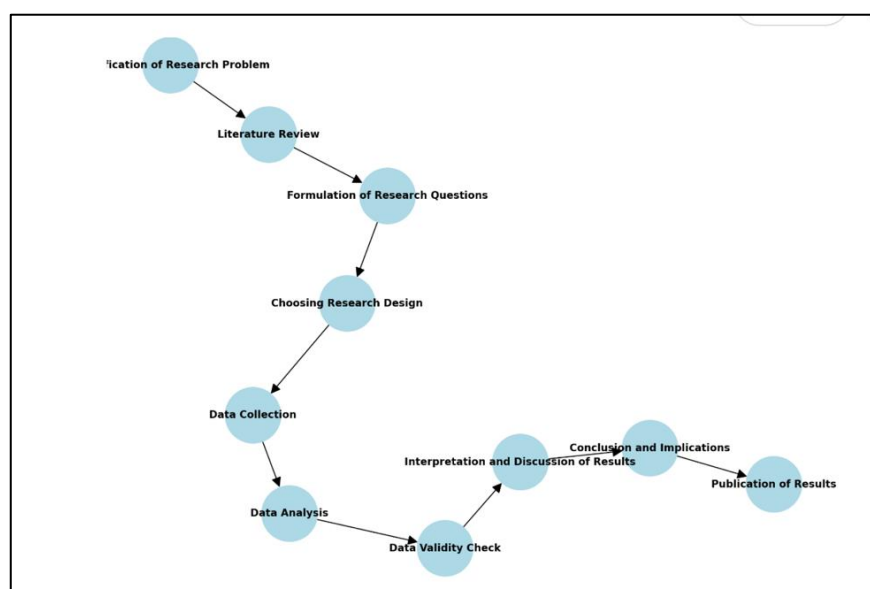 of Research Problem
Literature Review
Formulation of Research Questions
Choosing Research Design
Data Collection
Data Analysis
Data Validity Check
Interpretation and Discussion of Results
Conclusion and Implications
Publication of Results